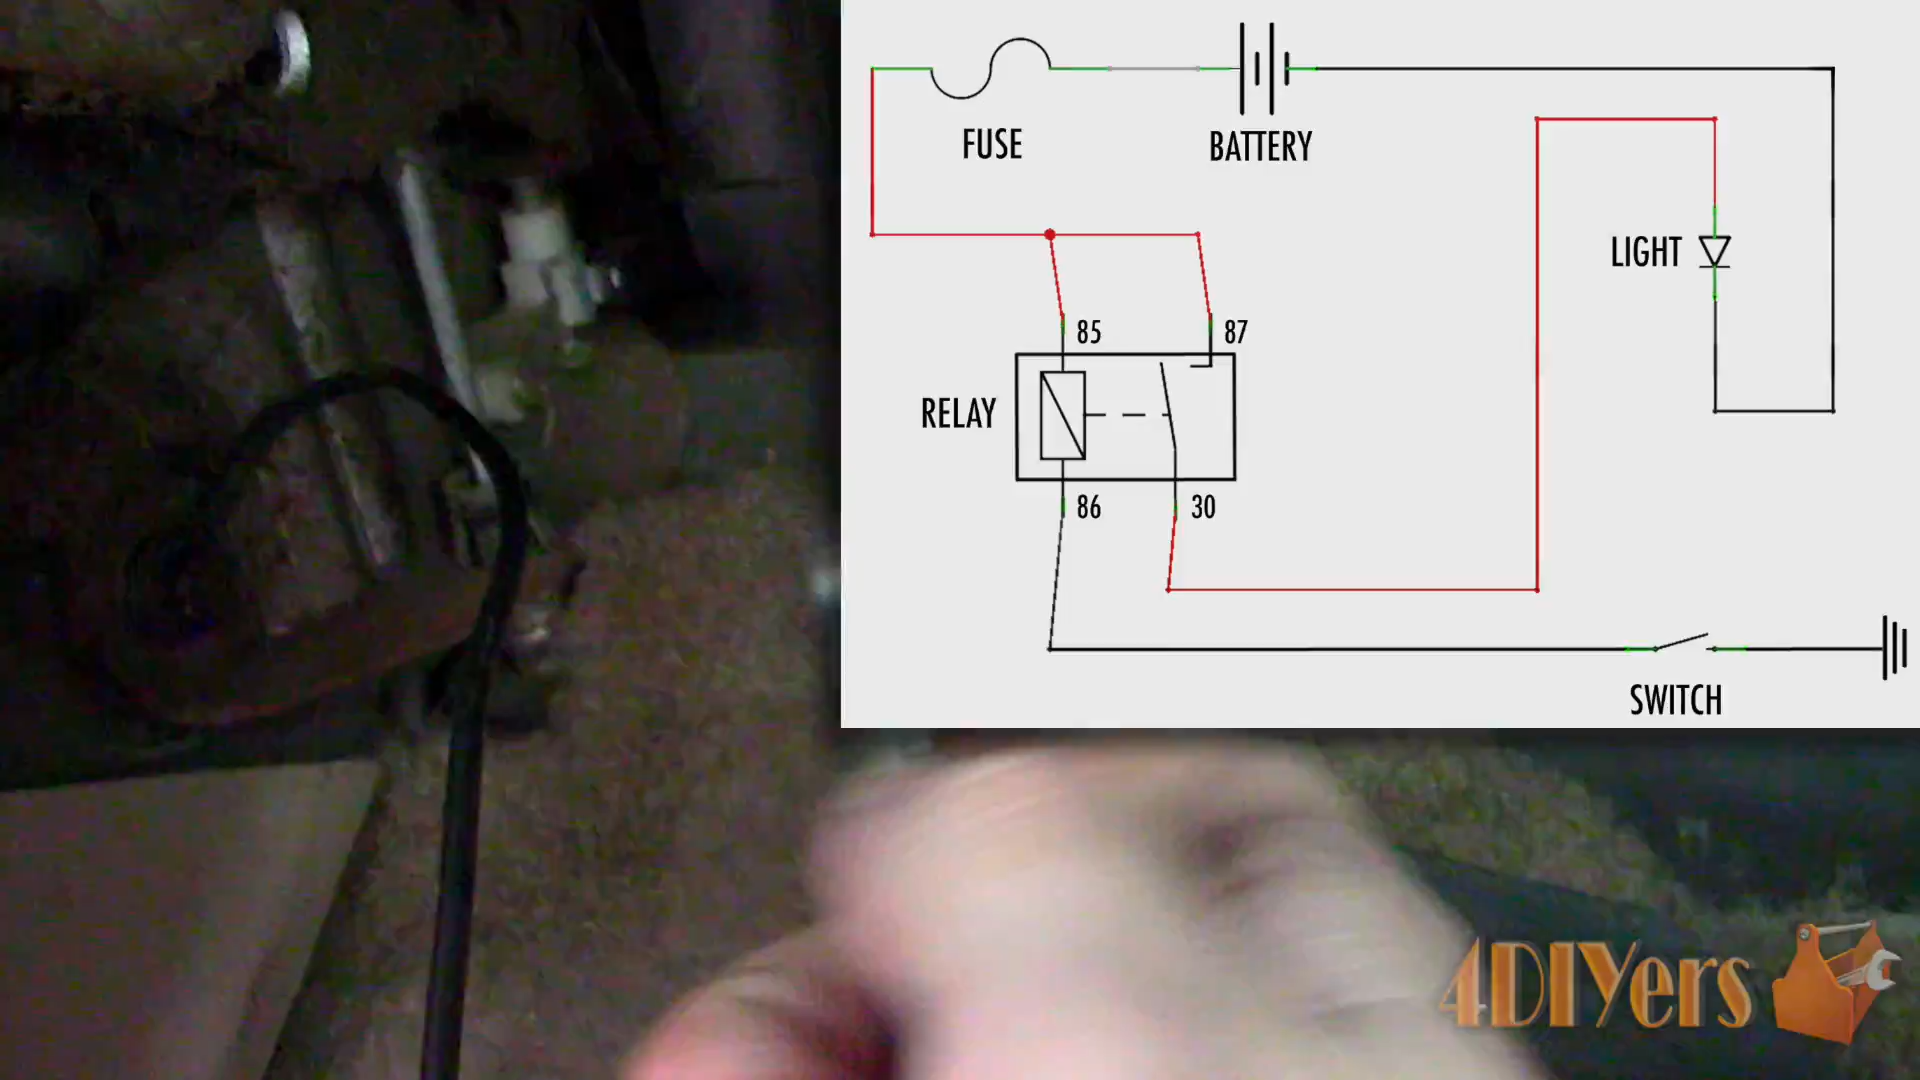 FUSE
BATTERY
LIGHT
85
87
RELAY
86
30
SWITCH
4DIYers